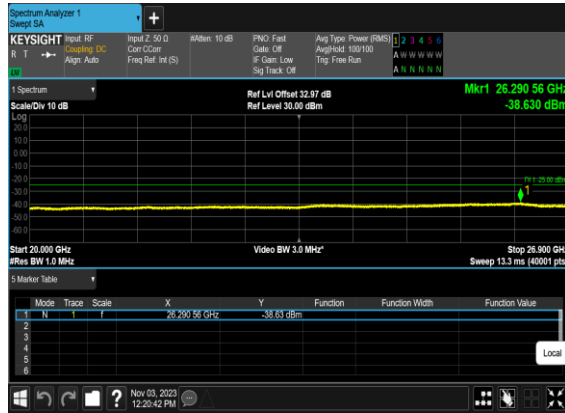 Spectrum Analyzer 1
Swept SA
KEYSIGHT Input: RF Input Z: 50 Ω #Atten: 10 dB PNO: Fast Avg Type: Power (RMS) 1 2 3 4 5 6
R T Coupling: DC Corr CCorr Gate: Off Avg|Hold: 100/100 A W W W W W
Align: Auto Freq Ref: Int (S) IF Gain: Low Trig: Free Run
LW Sig Track: Off A N N N N N
1 Spectrum Ref Lvl Offset 32.97 dB Mkr1 26.290 56 GHz
Scale/Div 10 dB Ref Level 30.00 dBm -38.630 dBm
Log
20.0
10.0
0.00
-10.0
-20.0 DL1 -25.00 dBm
-30.0 1
-40.0
-50.0
-60.0
Start 20.000 GHz Video BW 3.0 MHz* Stop 26.900 GHz
#Res BW 1.0 MHz Sweep 13.3 ms (40001 pts)
5 Marker Table
Mode Trace Scale X Y Function Function Width Function Value
1 N 1 f 26.290 56 GHz -38.63 dBm
2
3
4
5
6
Local
? Nov 03, 2023
12:20:42 PM